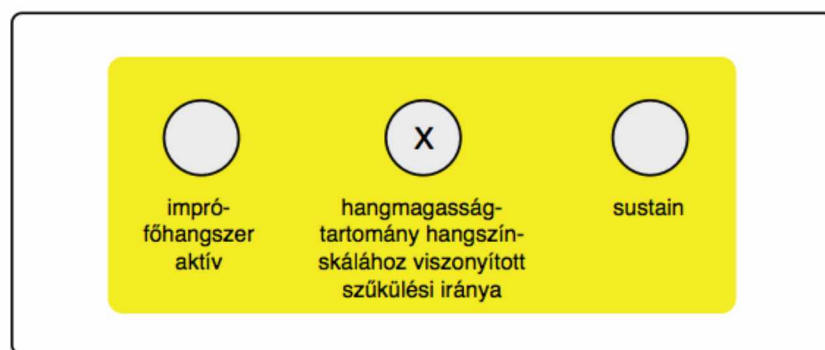 X
impró-
főhangszer
aktív
hangmagasság-
tartomány hangszín-
skálához viszonyított
szűkülési iránya
sustain